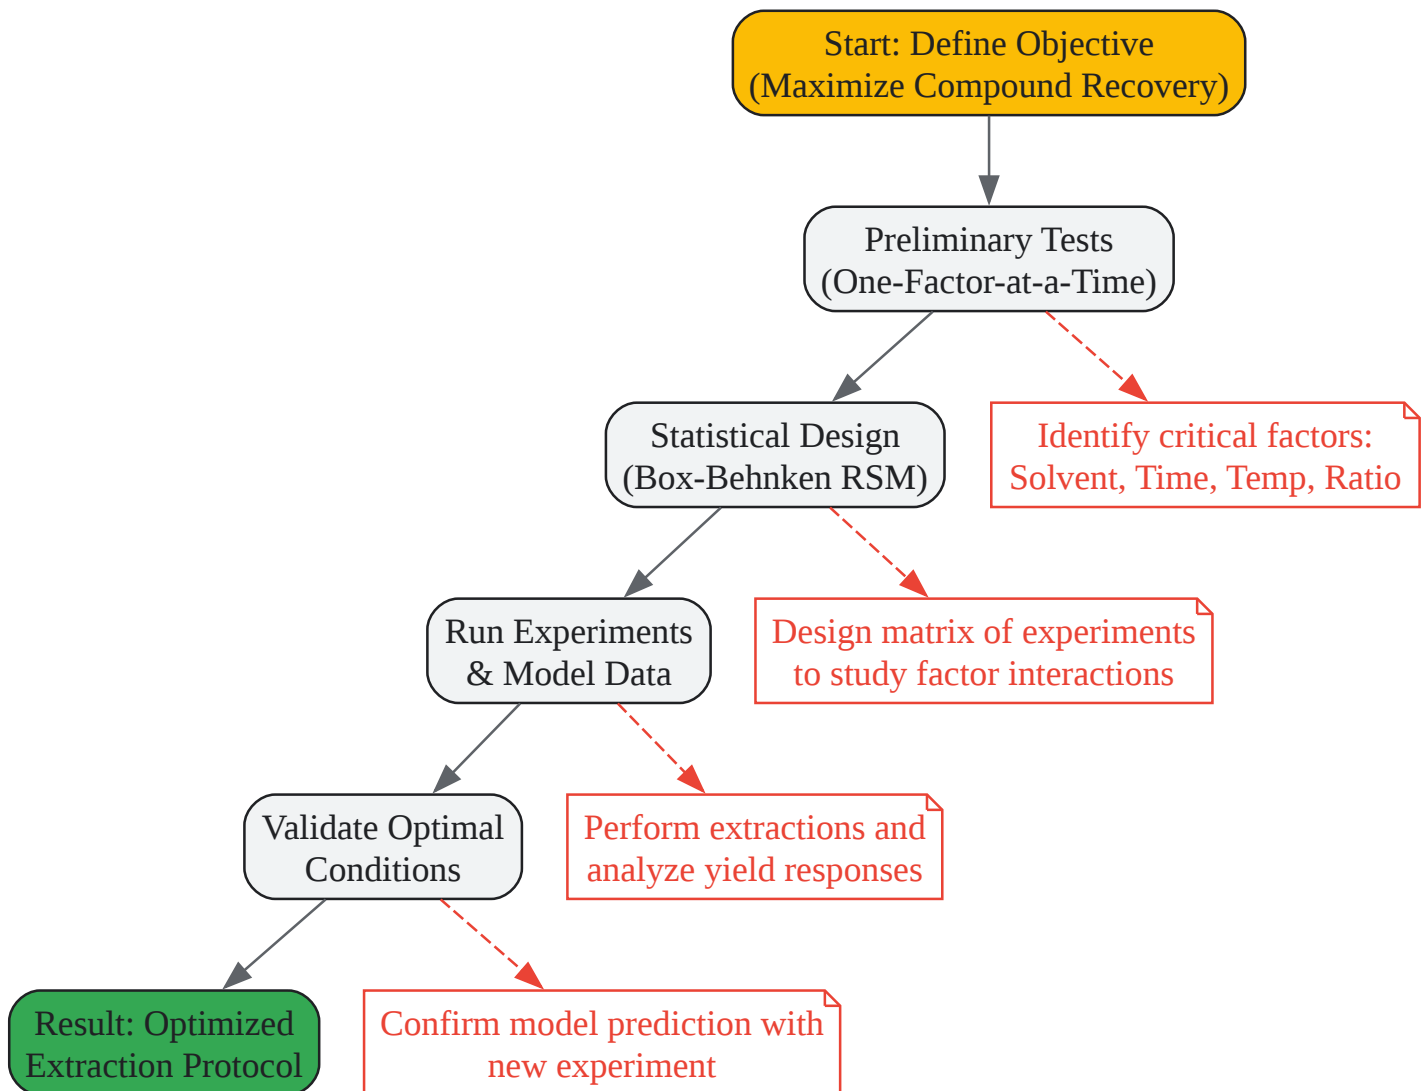 Start: Define Objective
(Maximize Compound Recovery)
Preliminary Tests
(One-Factor-at-a-Time)
Statistical Design
(Box-Behnken RSM)
Identify critical factors:
Solvent, Time, Temp, Ratio
Run Experiments
& Model Data
Design matrix of experiments
to study factor interactions
Validate Optimal
Conditions
Perform extractions and
analyze yield responses
Result: Optimized
Extraction Protocol
Confirm model prediction with
new experiment